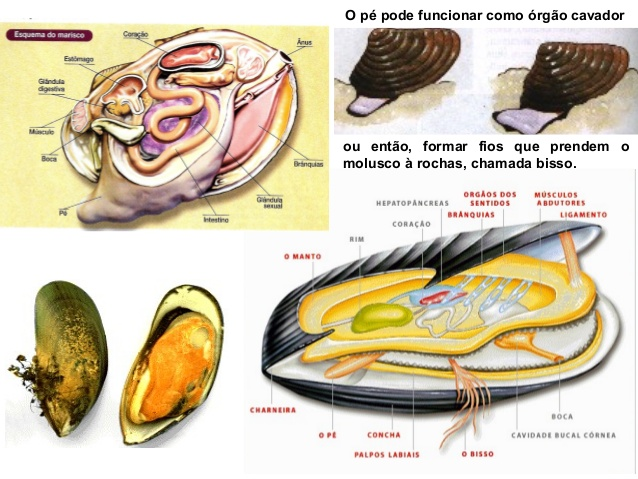 O pé pode funcionar como órgão cavador
Esquema do marisco
Coração
Ânus
Estômago
Glândula
digestiva
Músculo
Boca
Pé
Brânquias
Glândula
sexual
Intestino
ou então, formar fios que prendem o
molusco à rochas, chamada bisso.
HEPATOPÂNCREAS
ORGÃOS DOS
SENTIDOS
MÚSCULOS
ABDUTORES
BRÂNQUIAS
LIGAMENTO
CORAÇÃO
RIM
O MANTO
CHARNEIRA
O PÉ
CONCHA
PALPOS LABIAIS
O BISSO
BOCA
CAVIDADE BUCAL CÓRNEA